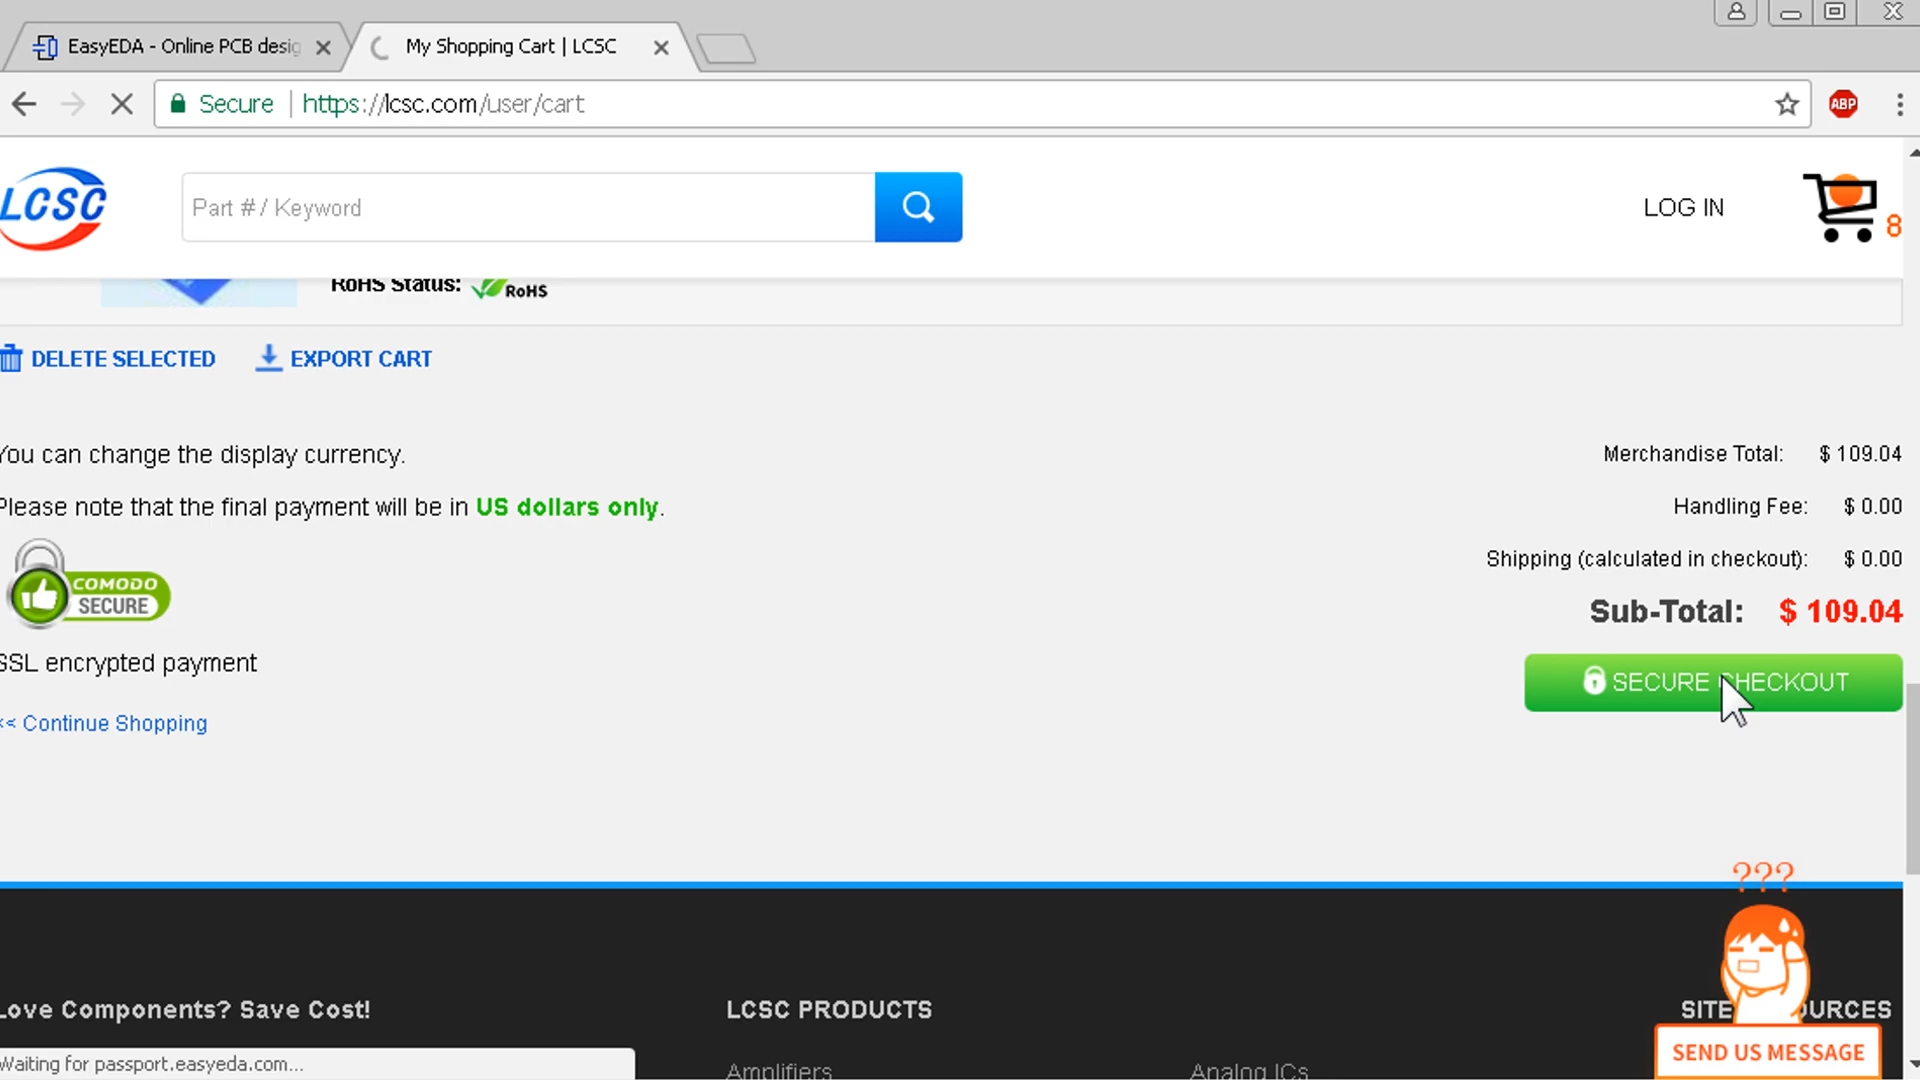 EasyEDA - Online PCB desig
My Shopping Cart | LCSC
Secure
https://lcsc.com/user/cart
ABP
LCSC
Part # / Keyword
LOG IN
8
RoHS Status:
RoHS
DELETE SELECTED
EXPORT CART
You can change the display currency.
Merchandise Total: $ 109.04
Please note that the final payment will be in US dollars only.
Handling Fee: $ 0.00
Shipping (calculated in checkout): $ 0.00
COMODO
SECURE
Sub-Total: $ 109.04
SSL encrypted payment
SECURE CHECKOUT
<< Continue Shopping
???
Love Components? Save Cost!
LCSC PRODUCTS
SITE
OURCES
SEND US MESSAGE
Waiting for passport.easyeda.com...
Amplifiers
Analog ICs